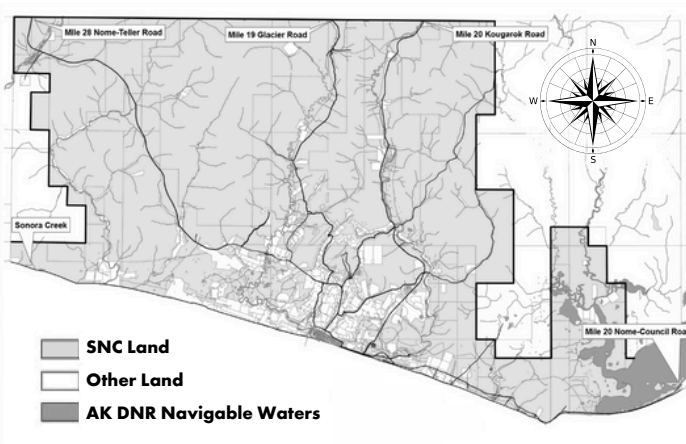 Mile 28 Nome-Teller Road
Mile 19 Glacier Road
Mile 20 Kougarok Road
N
W
E
S
Sonora Creek
Mile 20 Nome-Council Roa
SNC Land
Other Land
AK DNR Navigable Waters